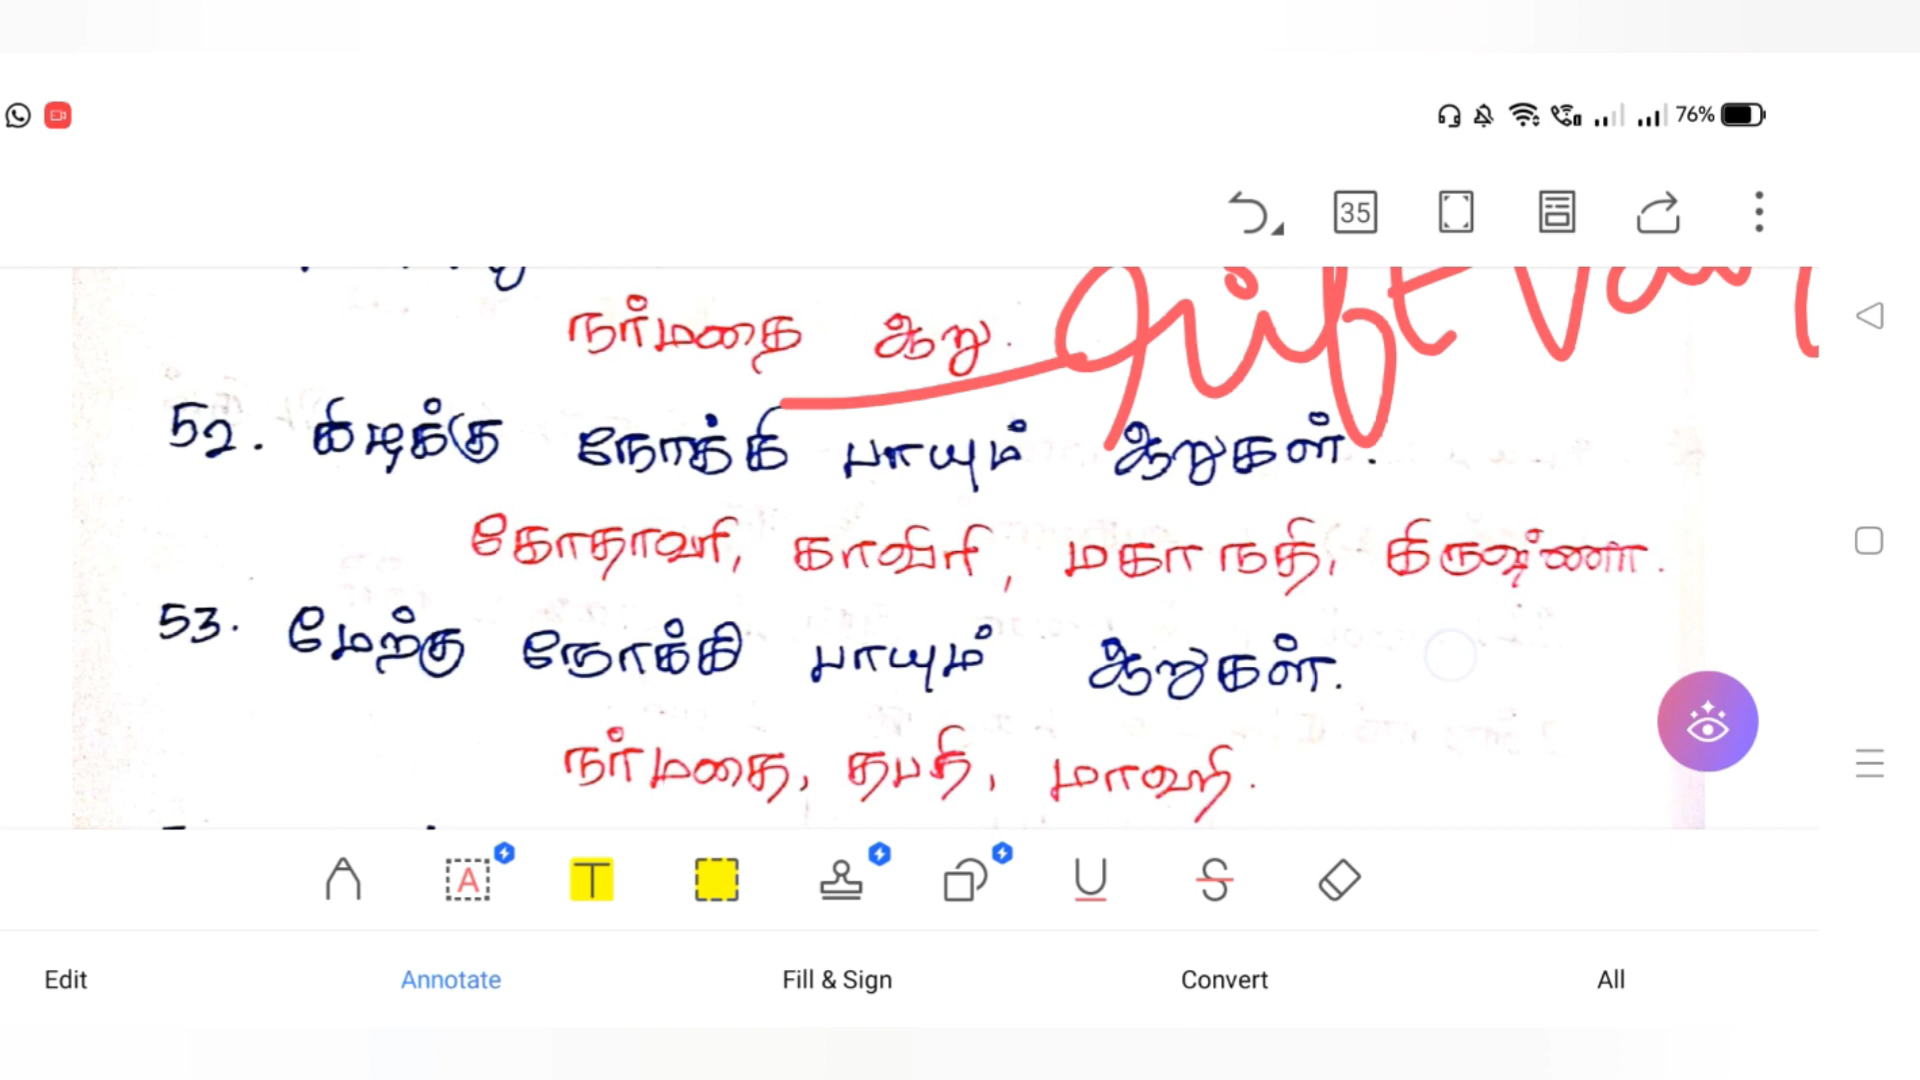 76%
35
நர்மதை ஆறு.
52. கிழக்கு நோக்கி பாயும் ஆறுகள்.
கோதாவரி, காவிரி, மகாநதி, கிருஷ்ணா.
53. மேற்கு நோக்கி பாயும் ஆறுகள்.
நர்மதை, தபதி, மாஹி.
A T U S
Edit Annotate Fill & Sign Convert All